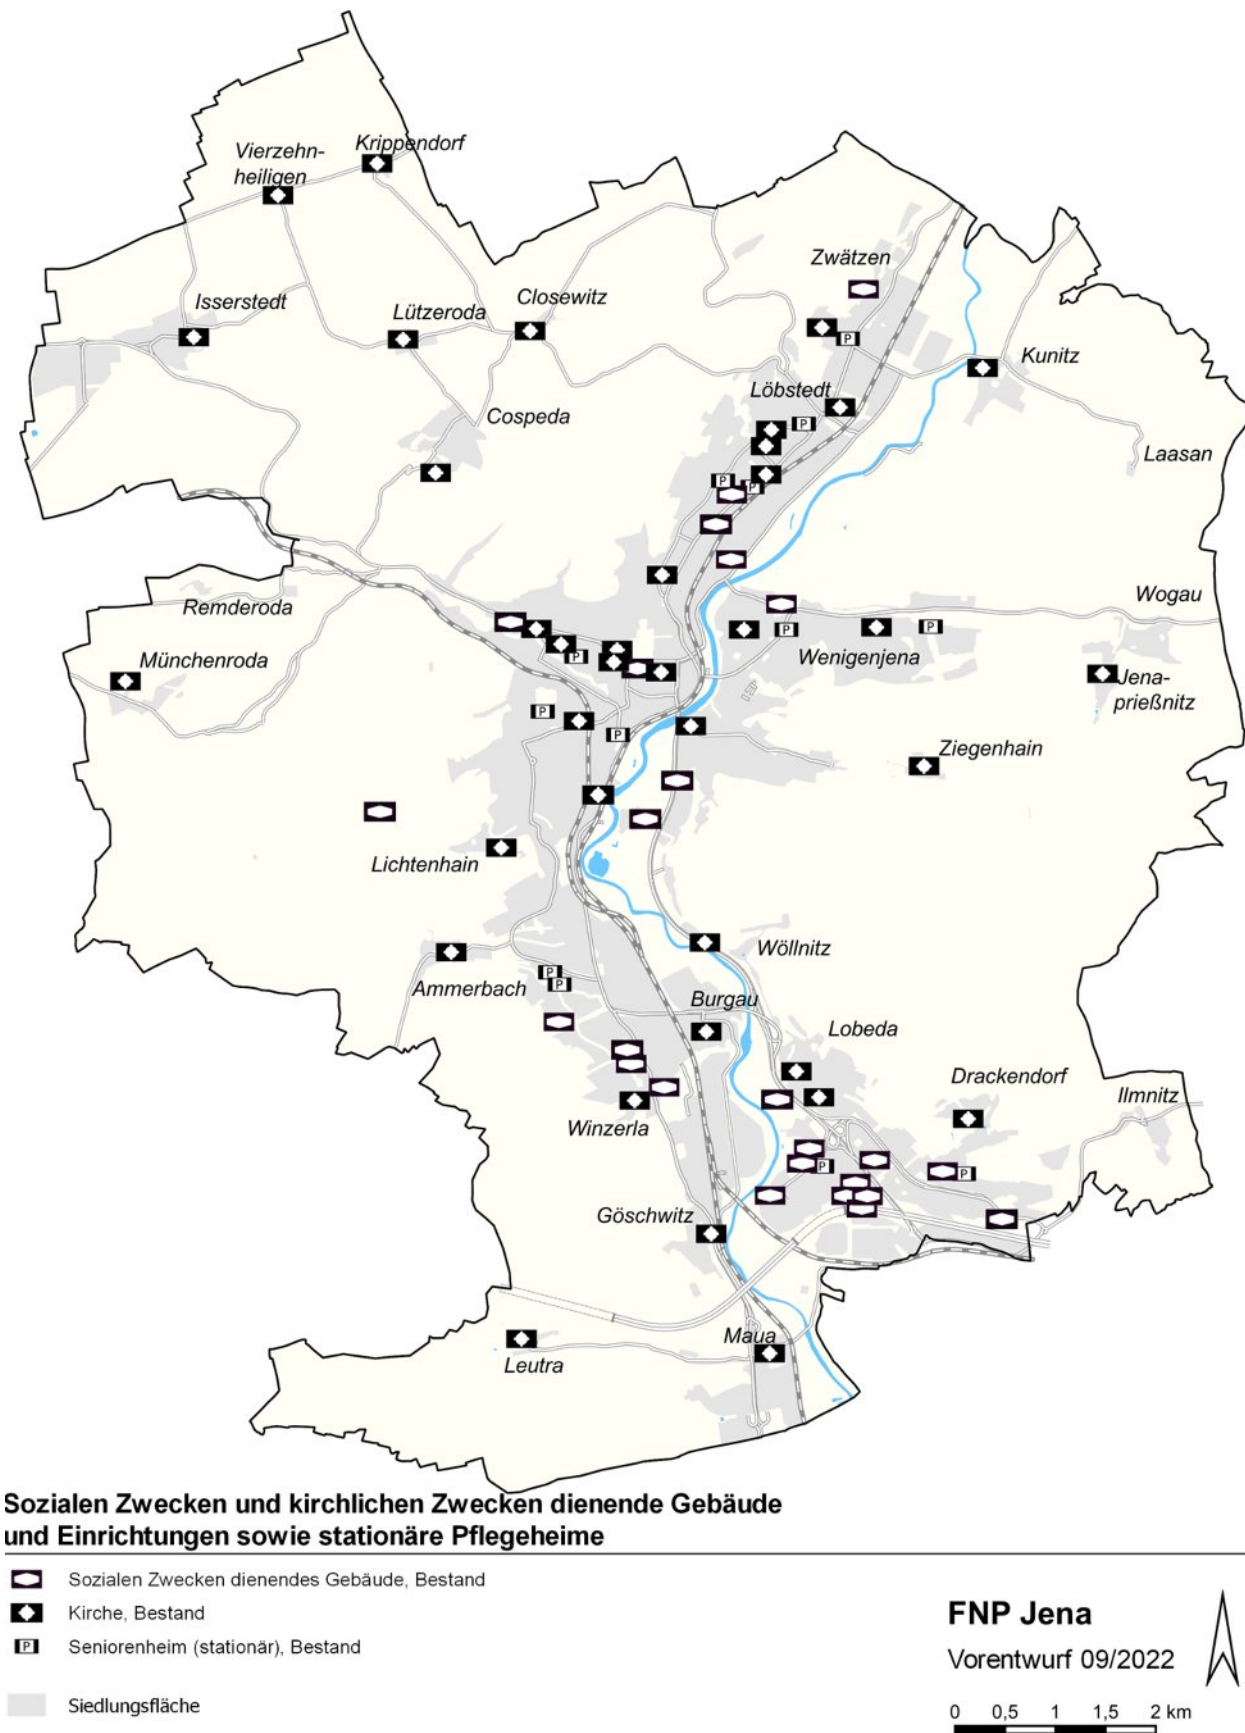 Krippendorf
Vierzehn-
heiligen
Zwätzen
Isserstedt
Closewitz
Lützeroda
P
Kunitz
Löbstedt
Cospeda
P
Laasan
P
P
Remderoda
Wogau
P
P
Münchenroda
P
Wenigenjena
Jena-
prießnitz
P
P
Ziegenhain
Lichtenhain
Wöllnitz
P
P
Ammerbach
Burgau
Lobeda
Drackendorf
Ilmnitz
Winzerla
P
P
Göschwitz
Maua
Leutra
Sozialen Zwecken und kirchlichen Zwecken dienende Gebäude
und Einrichtungen sowie stationäre Pflegeheime
Sozialen Zwecken dienendes Gebäude, Bestand
Kirche, Bestand
P Seniorenheim (stationär), Bestand
Siedlungsfläche
FNP Jena
Vorentwurf 09/2022
0 0,5 1 1,5 2 km